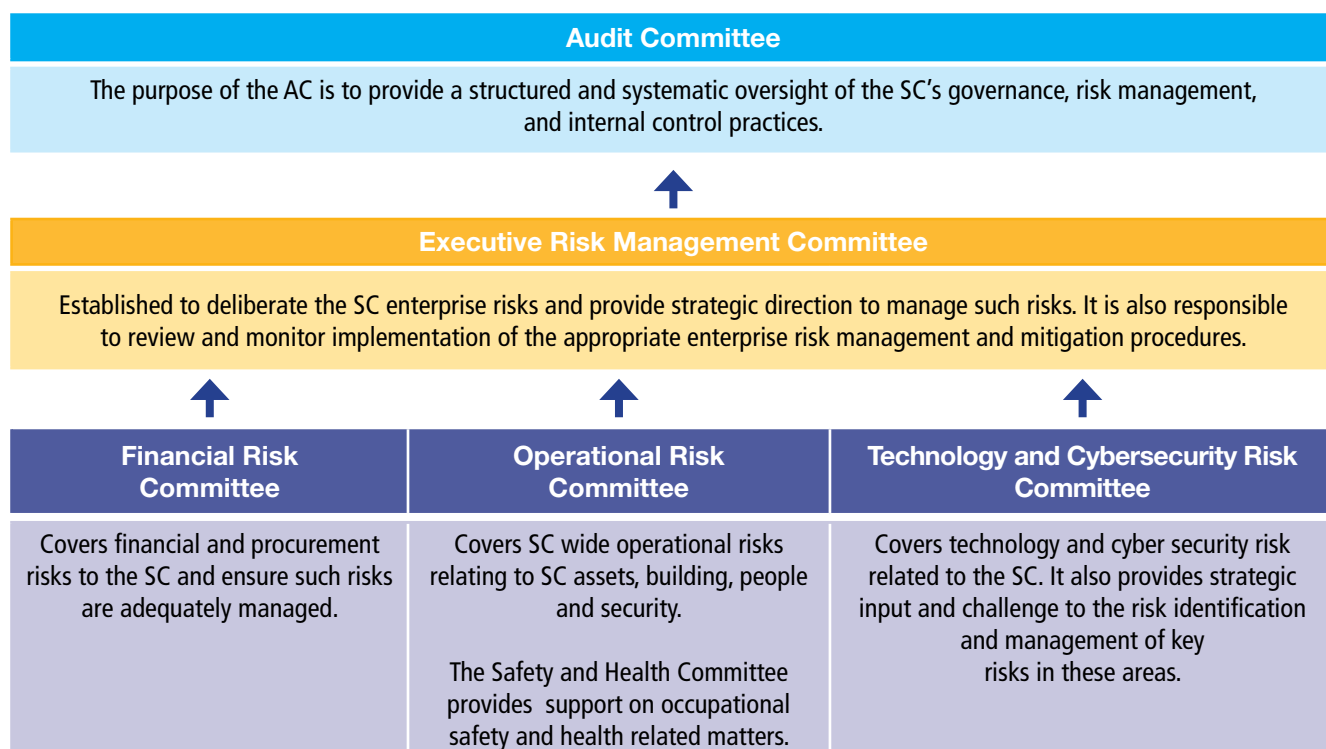 Audit Committee
The purpose of the AC is to provide a structured and systematic oversight of the SC’s governance, risk management,
and internal control practices.
Executive Risk Management Committee
Established to deliberate the SC enterprise risks and provide strategic direction to manage such risks. It is also responsible
to review and monitor implementation of the appropriate enterprise risk management and mitigation procedures.
Financial Risk
Committee
Covers financial and procurement
risks to the SC and ensure such risks
are adequately managed.
Operational Risk
Committee
Covers SC wide operational risks
relating to SC assets, building, people
and security.
The Safety and Health Committee
provides support on occupational
safety and health related matters.
Technology and Cybersecurity Risk
Committee
Covers technology and cyber security risk
related to the SC. It also provides strategic
input and challenge to the risk identification
and management of key
risks in these areas.